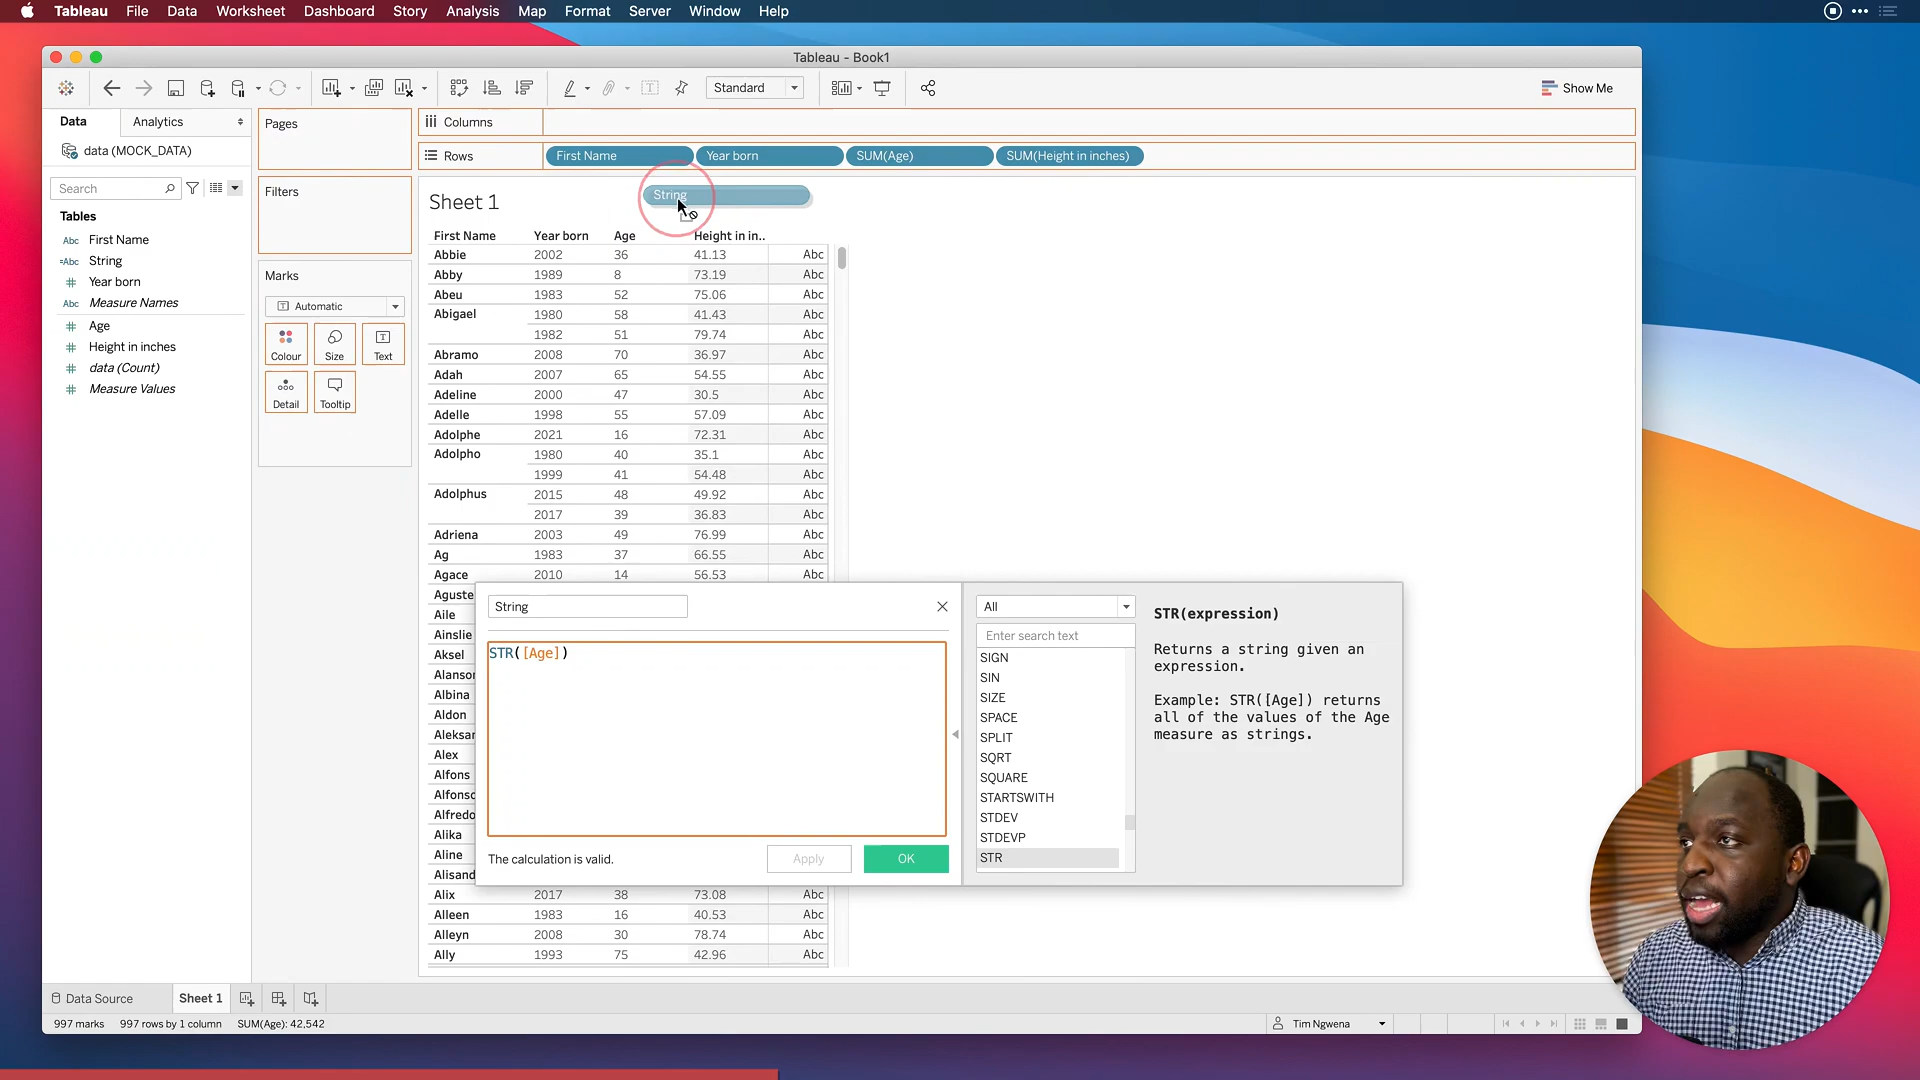 Tableau File Data Worksheet Dashboard Story Analysis Map Format Server Window Help
Tableau - Book1
Standard
Show Me
Data
Analytics
data (MOCK_DATA)
Search
Tables
Abc First Name
=Abc String
# Year born
Abc Measure Names
# Age
# Height in inches
# data (Count)
# Measure Values
Pages
Filters
Marks
Automatic
Colour Size Text
Detail Tooltip
Columns
Rows First Name Year born SUM(Age) SUM(Height in inches)
String
Sheet 1
First Name Year born Age Height in in..
Abbie 2002 36 41.13 Abc
Abby 1989 8 73.19 Abc
Abeu 1983 52 75.06 Abc
Abigael 1980 58 41.43 Abc
1982 51 79.74 Abc
Abramo 2008 70 36.97 Abc
Adah 2007 65 54.55 Abc
Adeline 2000 47 30.5 Abc
Adelle 1998 55 57.09 Abc
Adolphe 2021 16 72.31 Abc
Adolpho 1980 40 35.1 Abc
1999 41 54.48 Abc
Adolphus 2015 48 49.92 Abc
2017 39 36.83 Abc
Adriena 2003 49 76.99 Abc
Ag 1983 37 66.55 Abc
Agace 2010 14 56.53 Abc
Aguste
Aile
Ainslie
Aksel
Alanson
Albina
Aldon
Aleksan
Alex
Alfons
Alfonso
Alfredo
Alika
Aline
Alisand
Alix 2017 38 73.08 Abc
Alleen 1983 16 40.53 Abc
Alleyn 2008 30 78.74 Abc
Ally 1993 75 42.96 Abc
String
STR([Age])
The calculation is valid.
Apply
OK
All
Enter search text
SIGN
SIN
SIZE
SPACE
SPLIT
SQRT
SQUARE
STARTSWITH
STDEV
STDEVP
STR
STR(expression)
Returns a string given an
expression.
Example: STR([Age]) returns
all of the values of the Age
measure as strings.
Data Source
Sheet 1
997 marks 997 rows by 1 column SUM(Age): 42,542
Tim Ngwena